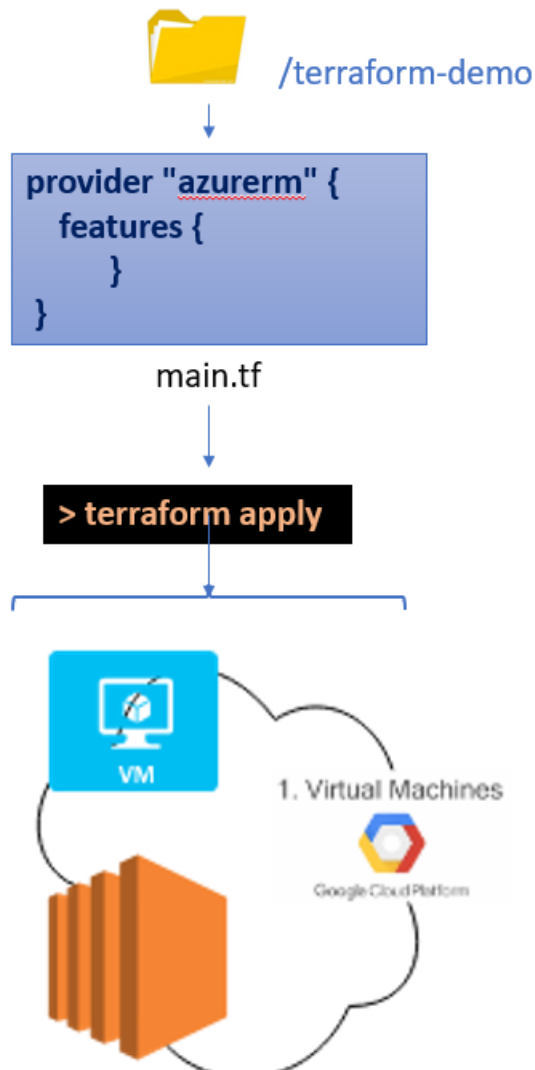 /terraform-demo
provider "azurerm" {
features {
}
}
main.tf
> terraform apply
VM
1. Virtual Machines
Google Cloud Platform